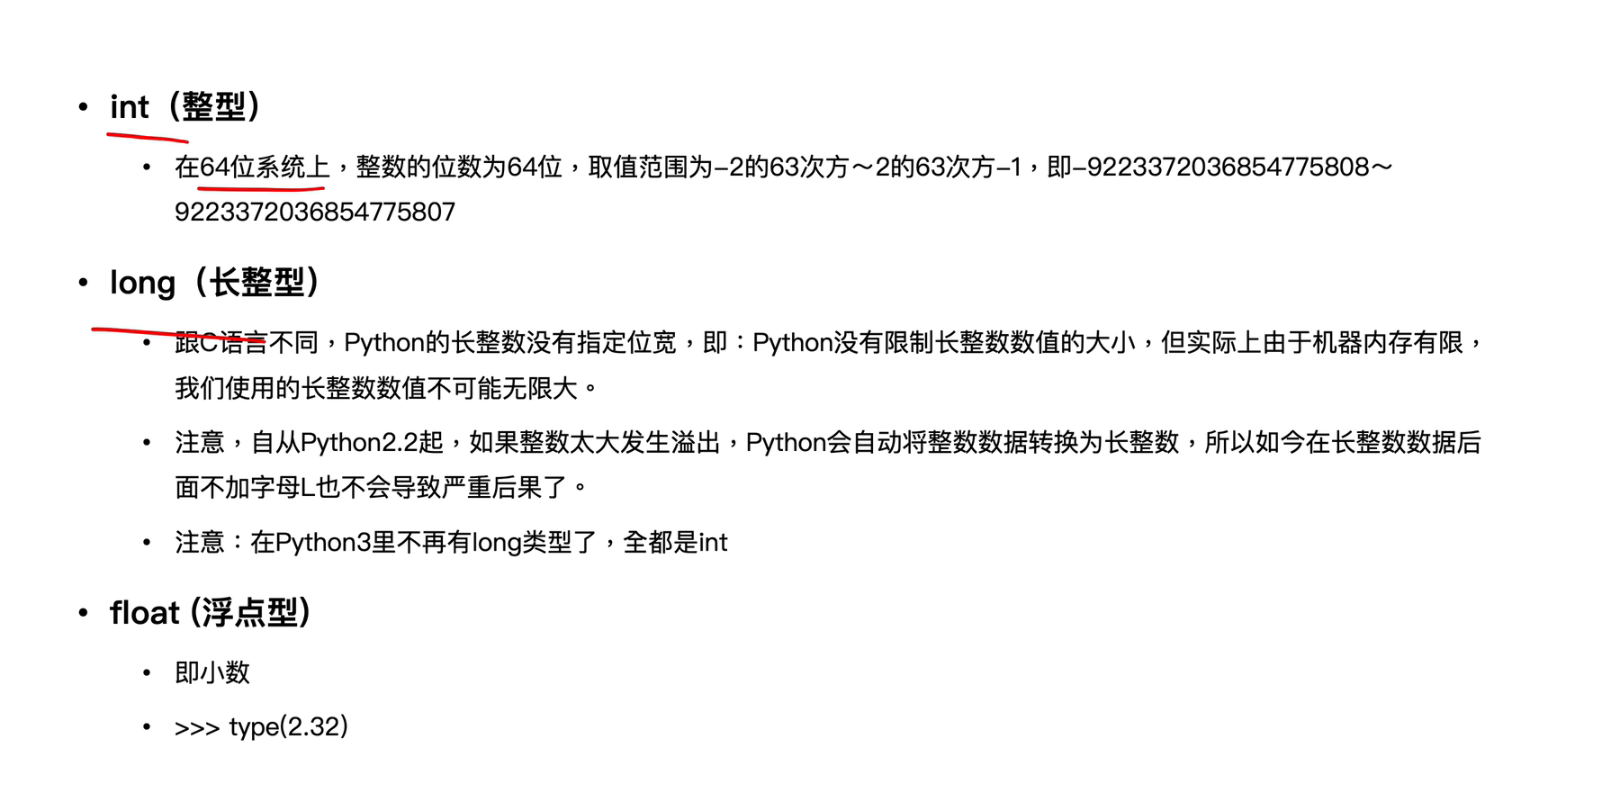 • int（整型）
• 在64位系统上，整数的位数为64位，取值范围为-2的63次方～2的63次方-1，即-9223372036854775808～
9223372036854775807
• long（长整型）
• 跟C语言不同，Python的长整数没有指定位宽，即：Python没有限制长整数数值的大小，但实际上由于机器内存有限，
我们使用的长整数数值不可能无限大。
• 注意，自从Python2.2起，如果整数太大发生溢出，Python会自动将整数数据转换为长整数，所以如今在长整数数据后
面不加字母L也不会导致严重后果了。
• 注意：在Python3里不再有long类型了，全都是int
• float (浮点型)
• 即小数
• >>> type(2.32)